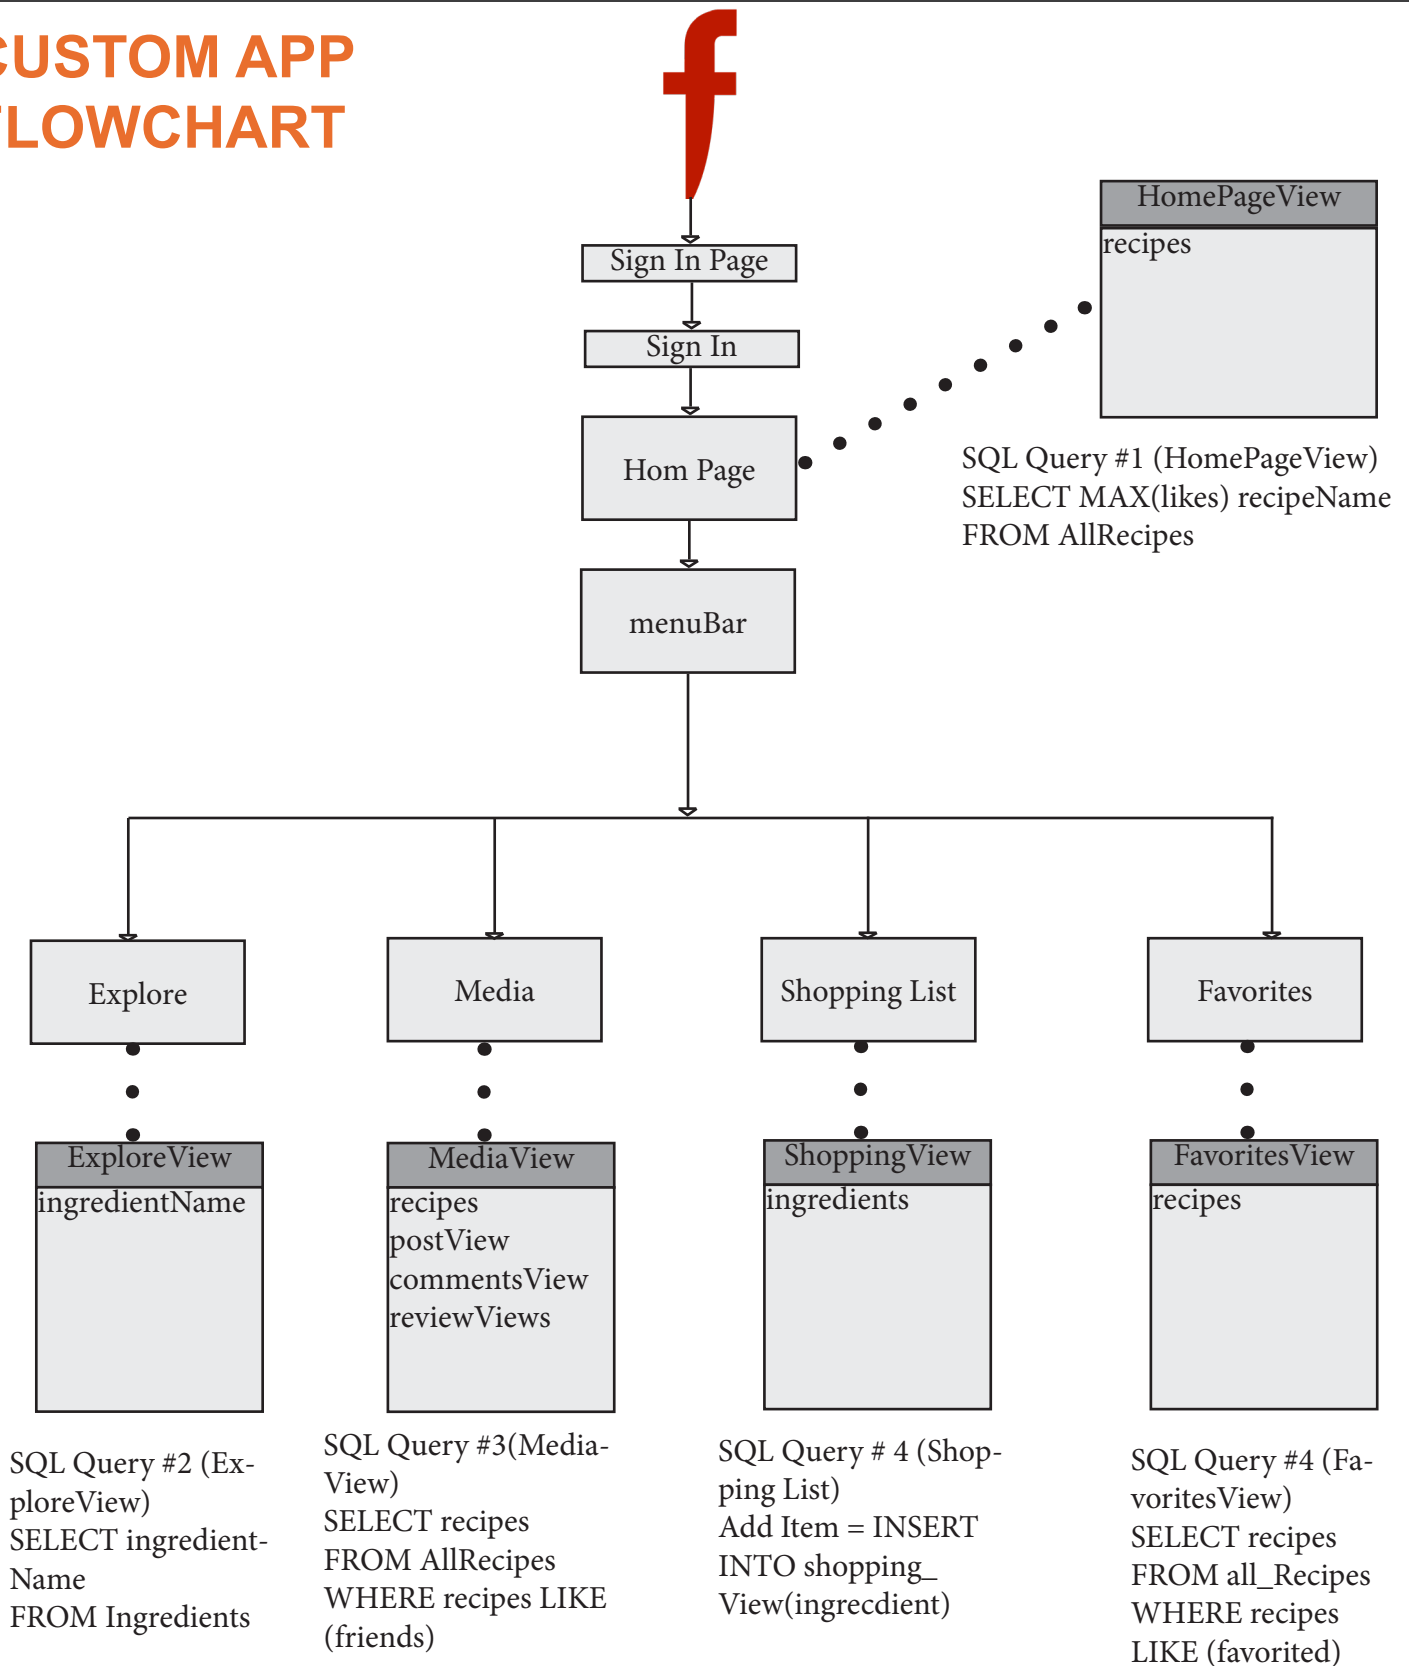 CUSTOM APP
FLOWCHART
f
Sign In Page
Sign In
Hom Page
menuBar
HomePageView
recipes
SQL Query #1 (HomePageView)
SELECT MAX(likes) recipeName
FROM AllRecipes
Explore
Media
Shopping List
Favorites
ExploreView
ingredientName
MediaView
recipes
postView
commentsView
reviewViews
ShoppingView
ingredients
FavoritesView
recipes
SQL Query #2 (Ex-
ploreView)
SELECT ingredient-
Name
FROM Ingredients
SQL Query #3(Media-
View)
SELECT recipes
FROM AllRecipes
WHERE recipes LIKE
(friends)
SQL Query # 4 (Shop-
ping List)
Add Item = INSERT
INTO shopping_
View(ingrecdient)
SQL Query #4 (Fa-
voritesView)
SELECT recipes
FROM all_Recipes
WHERE recipes
LIKE (favorited)